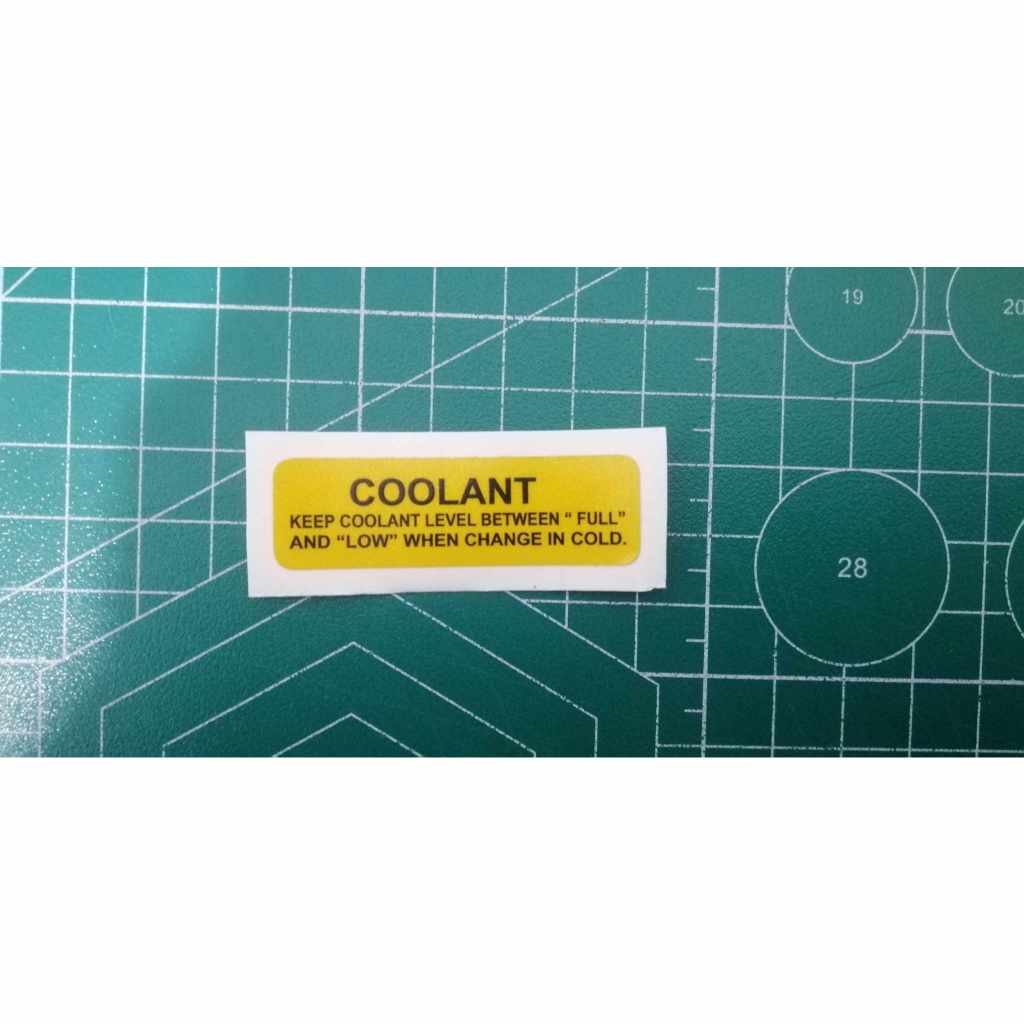 19
20
COOLANT
KEEP COOLANT LEVEL BETWEEN “ FULL”
AND “LOW” WHEN CHANGE IN COLD.
28